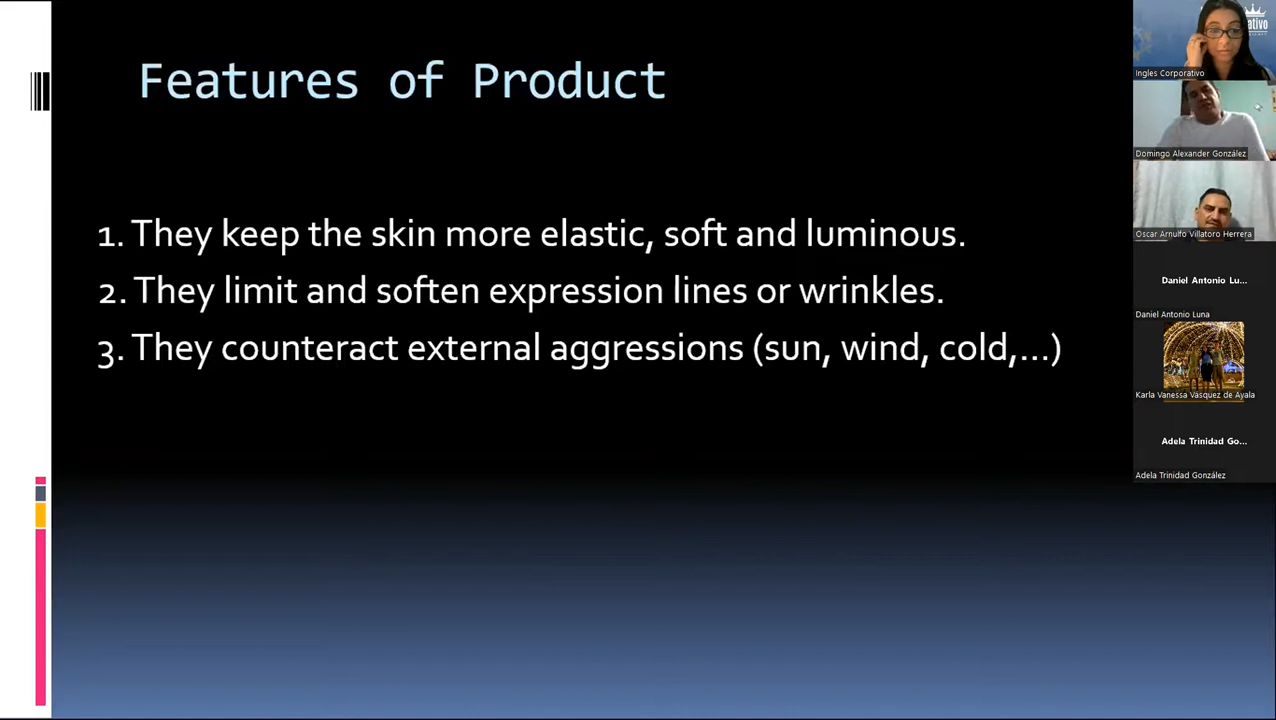 Features of Product
1. They keep the skin more elastic, soft and luminous.
2. They limit and soften expression lines or wrinkles.
3. They counteract external aggressions (sun, wind, cold,...)
Ingles Corporativo
Domingo Alexander González
Oscar Arnulfo Villatoro Herrera
Daniel Antonio Lu...
Daniel Antonio Luna
Karla Vanessa Vásquez de Ayala
Adela Trinidad Go...
Adela Trinidad González